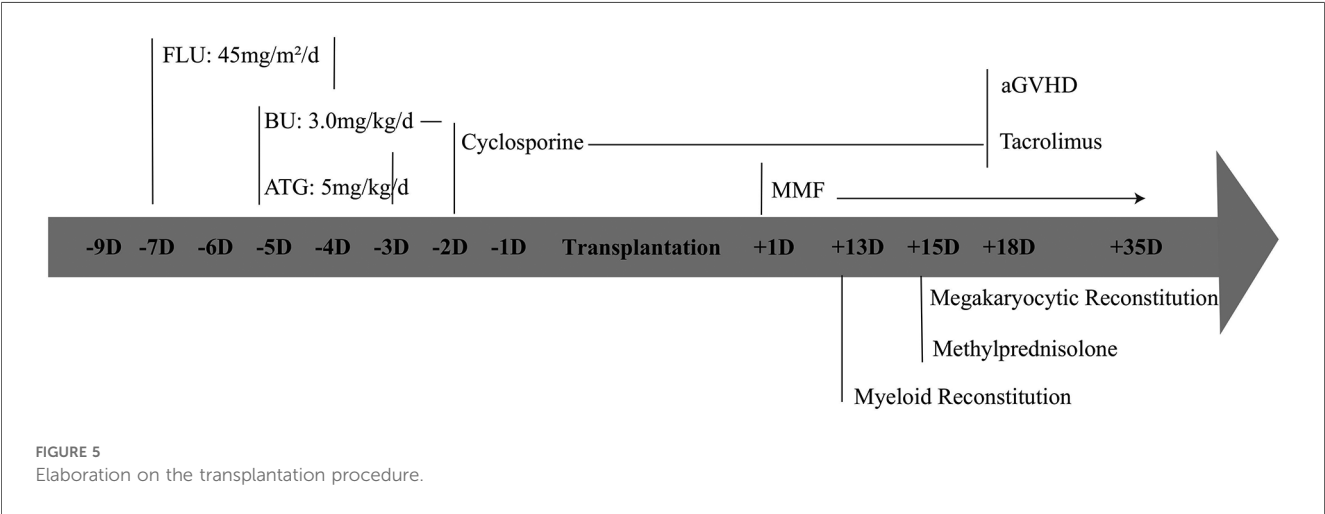 FLU: 45mg/m²/d
aGVHD
BU: 3.0mg/kg/d
Cyclosporine
Tacrolimus
ATG: 5mg/kg/d
MMF
-9D -7D -6D -5D -4D -3D -2D -1D Transplantation +1D +13D +15D +18D +35D
Megakaryocytic Reconstitution
Methylprednisolone
Myeloid Reconstitution
FIGURE 5
Elaboration on the transplantation procedure.